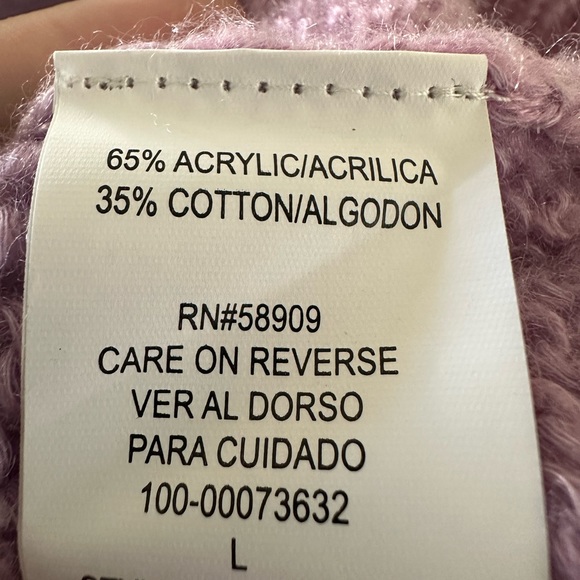 65% ACRYLIC/ACRILICA
35% COTTON/ALGODON
RN#58909
CARE ON REVERSE
VER AL DORSO
PARA CUIDADO
100-00073632
L